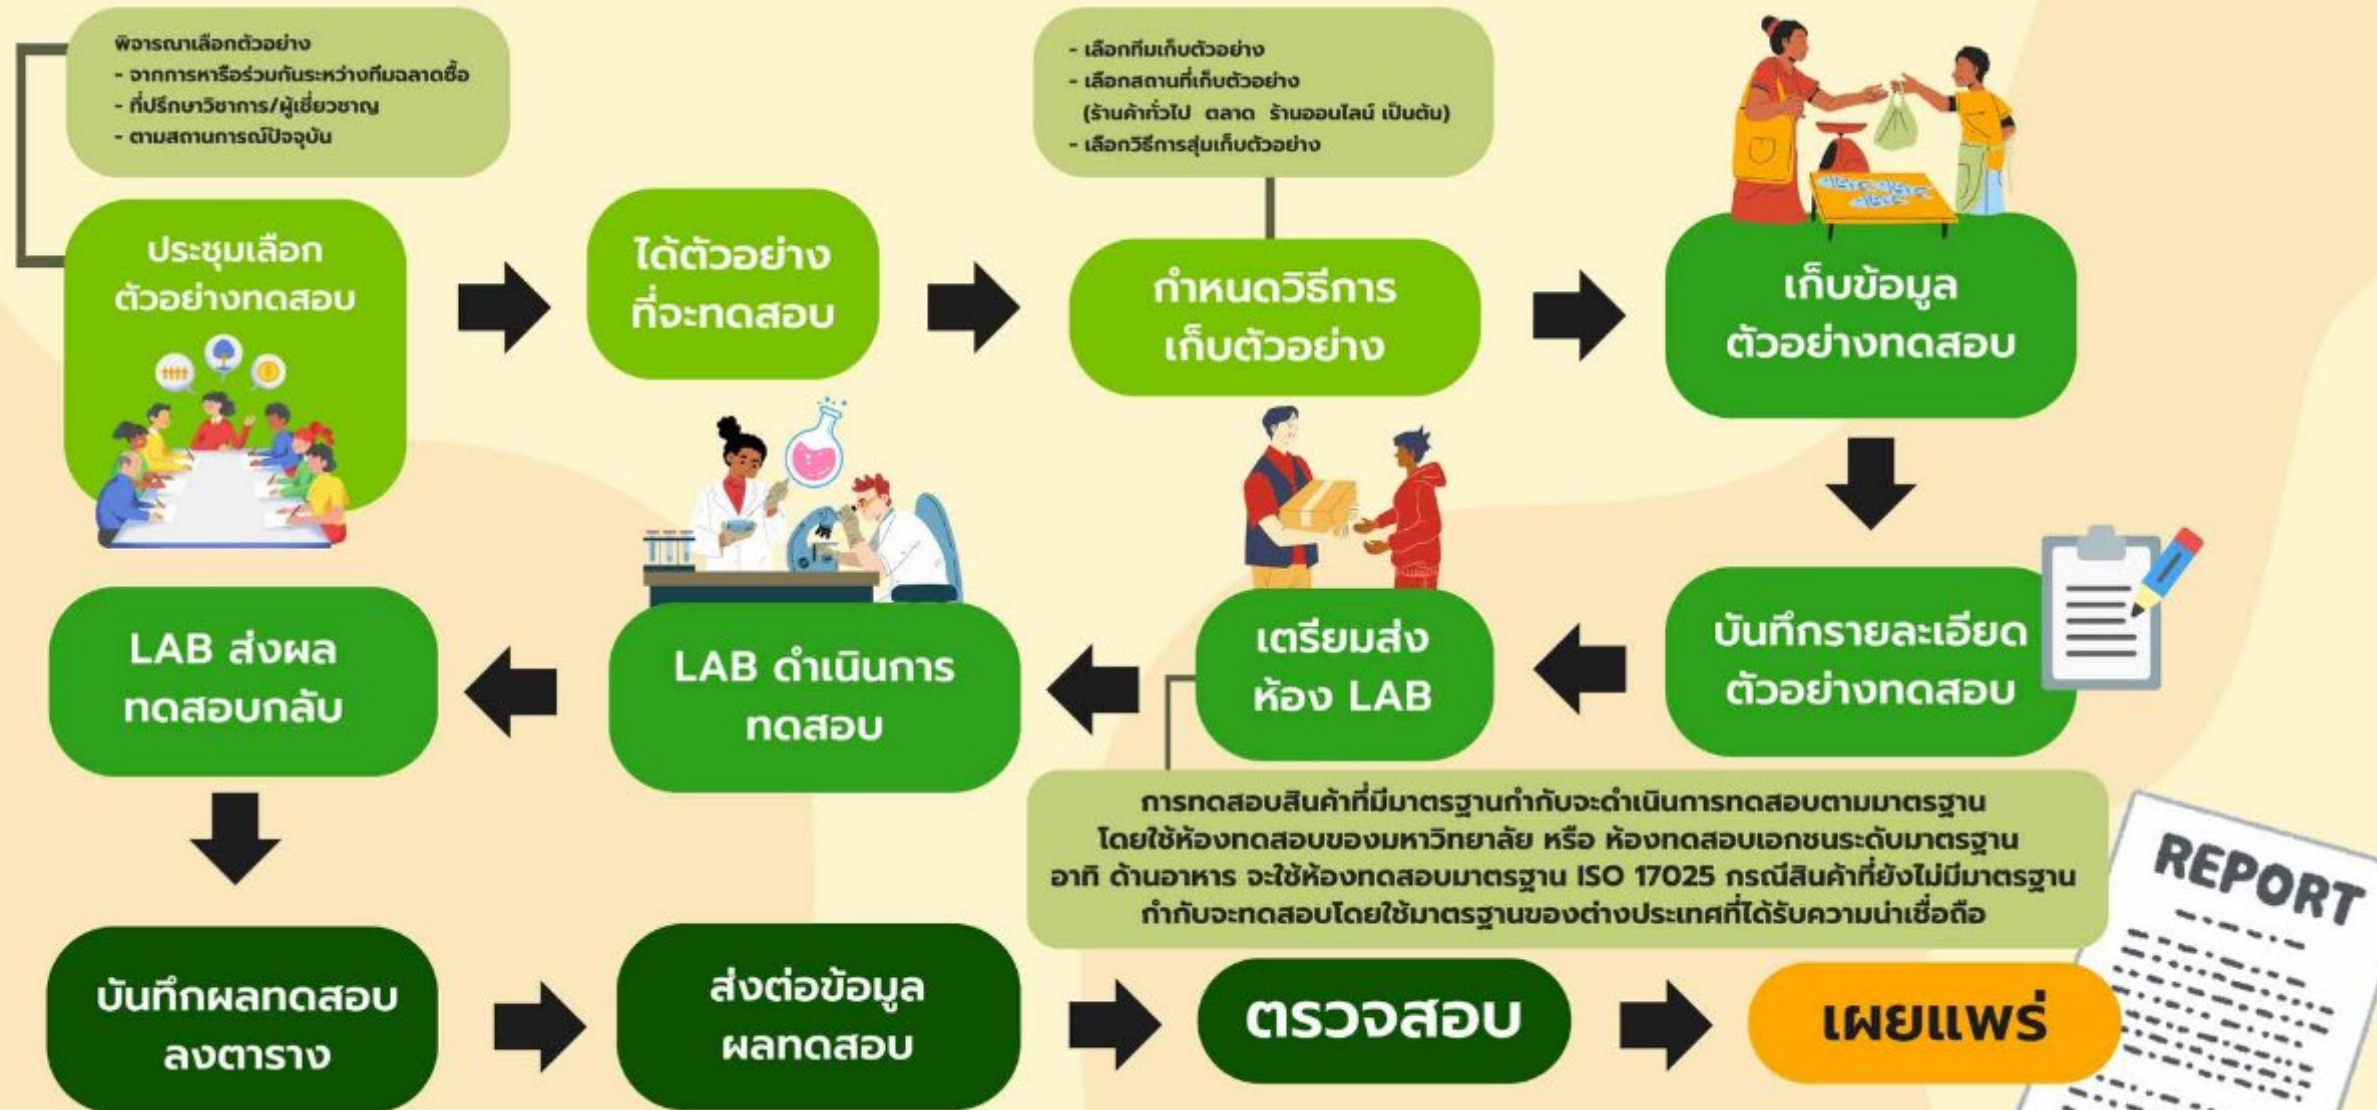 พิจารณาเลือกตัวอย่าง
- จากการหารือร่วมกันระหว่างทีมฉลาดซื้อ
- ที่ปรึกษาวิชาการ/ผู้เชี่ยวชาญ
- ตามสถานการณ์ปัจจุบัน
ประชุมเลือก
ตัวอย่างทดสอบ
ได้ตัวอย่าง
ที่จะทดสอบ
- เลือกทีมเก็บตัวอย่าง
- เลือกสถานที่เก็บตัวอย่าง
(ร้านค้าทั่วไป ตลาด ร้านออนไลน์ เป็นต้น)
- เลือกวิธีการสุ่มเก็บตัวอย่าง
กำหนดวิธีการ
เก็บตัวอย่าง
เก็บข้อมูล
ตัวอย่างทดสอบ
บันทึกรายละเอียด
ตัวอย่างทดสอบ
เตรียมส่ง
ห้อง LAB
การทดสอบสินค้าที่มีมาตรฐานกำกับจะดำเนินการทดสอบตามมาตรฐาน
โดยใช้ห้องทดสอบของมหาวิทยาลัย หรือ ห้องทดสอบเอกชนระดับมาตรฐาน
อาทิ ด้านอาหาร จะใช้ห้องทดสอบมาตรฐาน ISO 17025 กรณีสินค้าที่ยังไม่มีมาตรฐาน
กำกับจะทดสอบโดยใช้มาตรฐานของต่างประเทศที่ได้รับความน่าเชื่อถือ
LAB ดำเนินการ
ทดสอบ
LAB ส่งผล
ทดสอบกลับ
บันทึกผลทดสอบ
ลงตาราง
ส่งต่อข้อมูล
ผลทดสอบ
ตรวจสอบ
เผยแพร่
REPORT